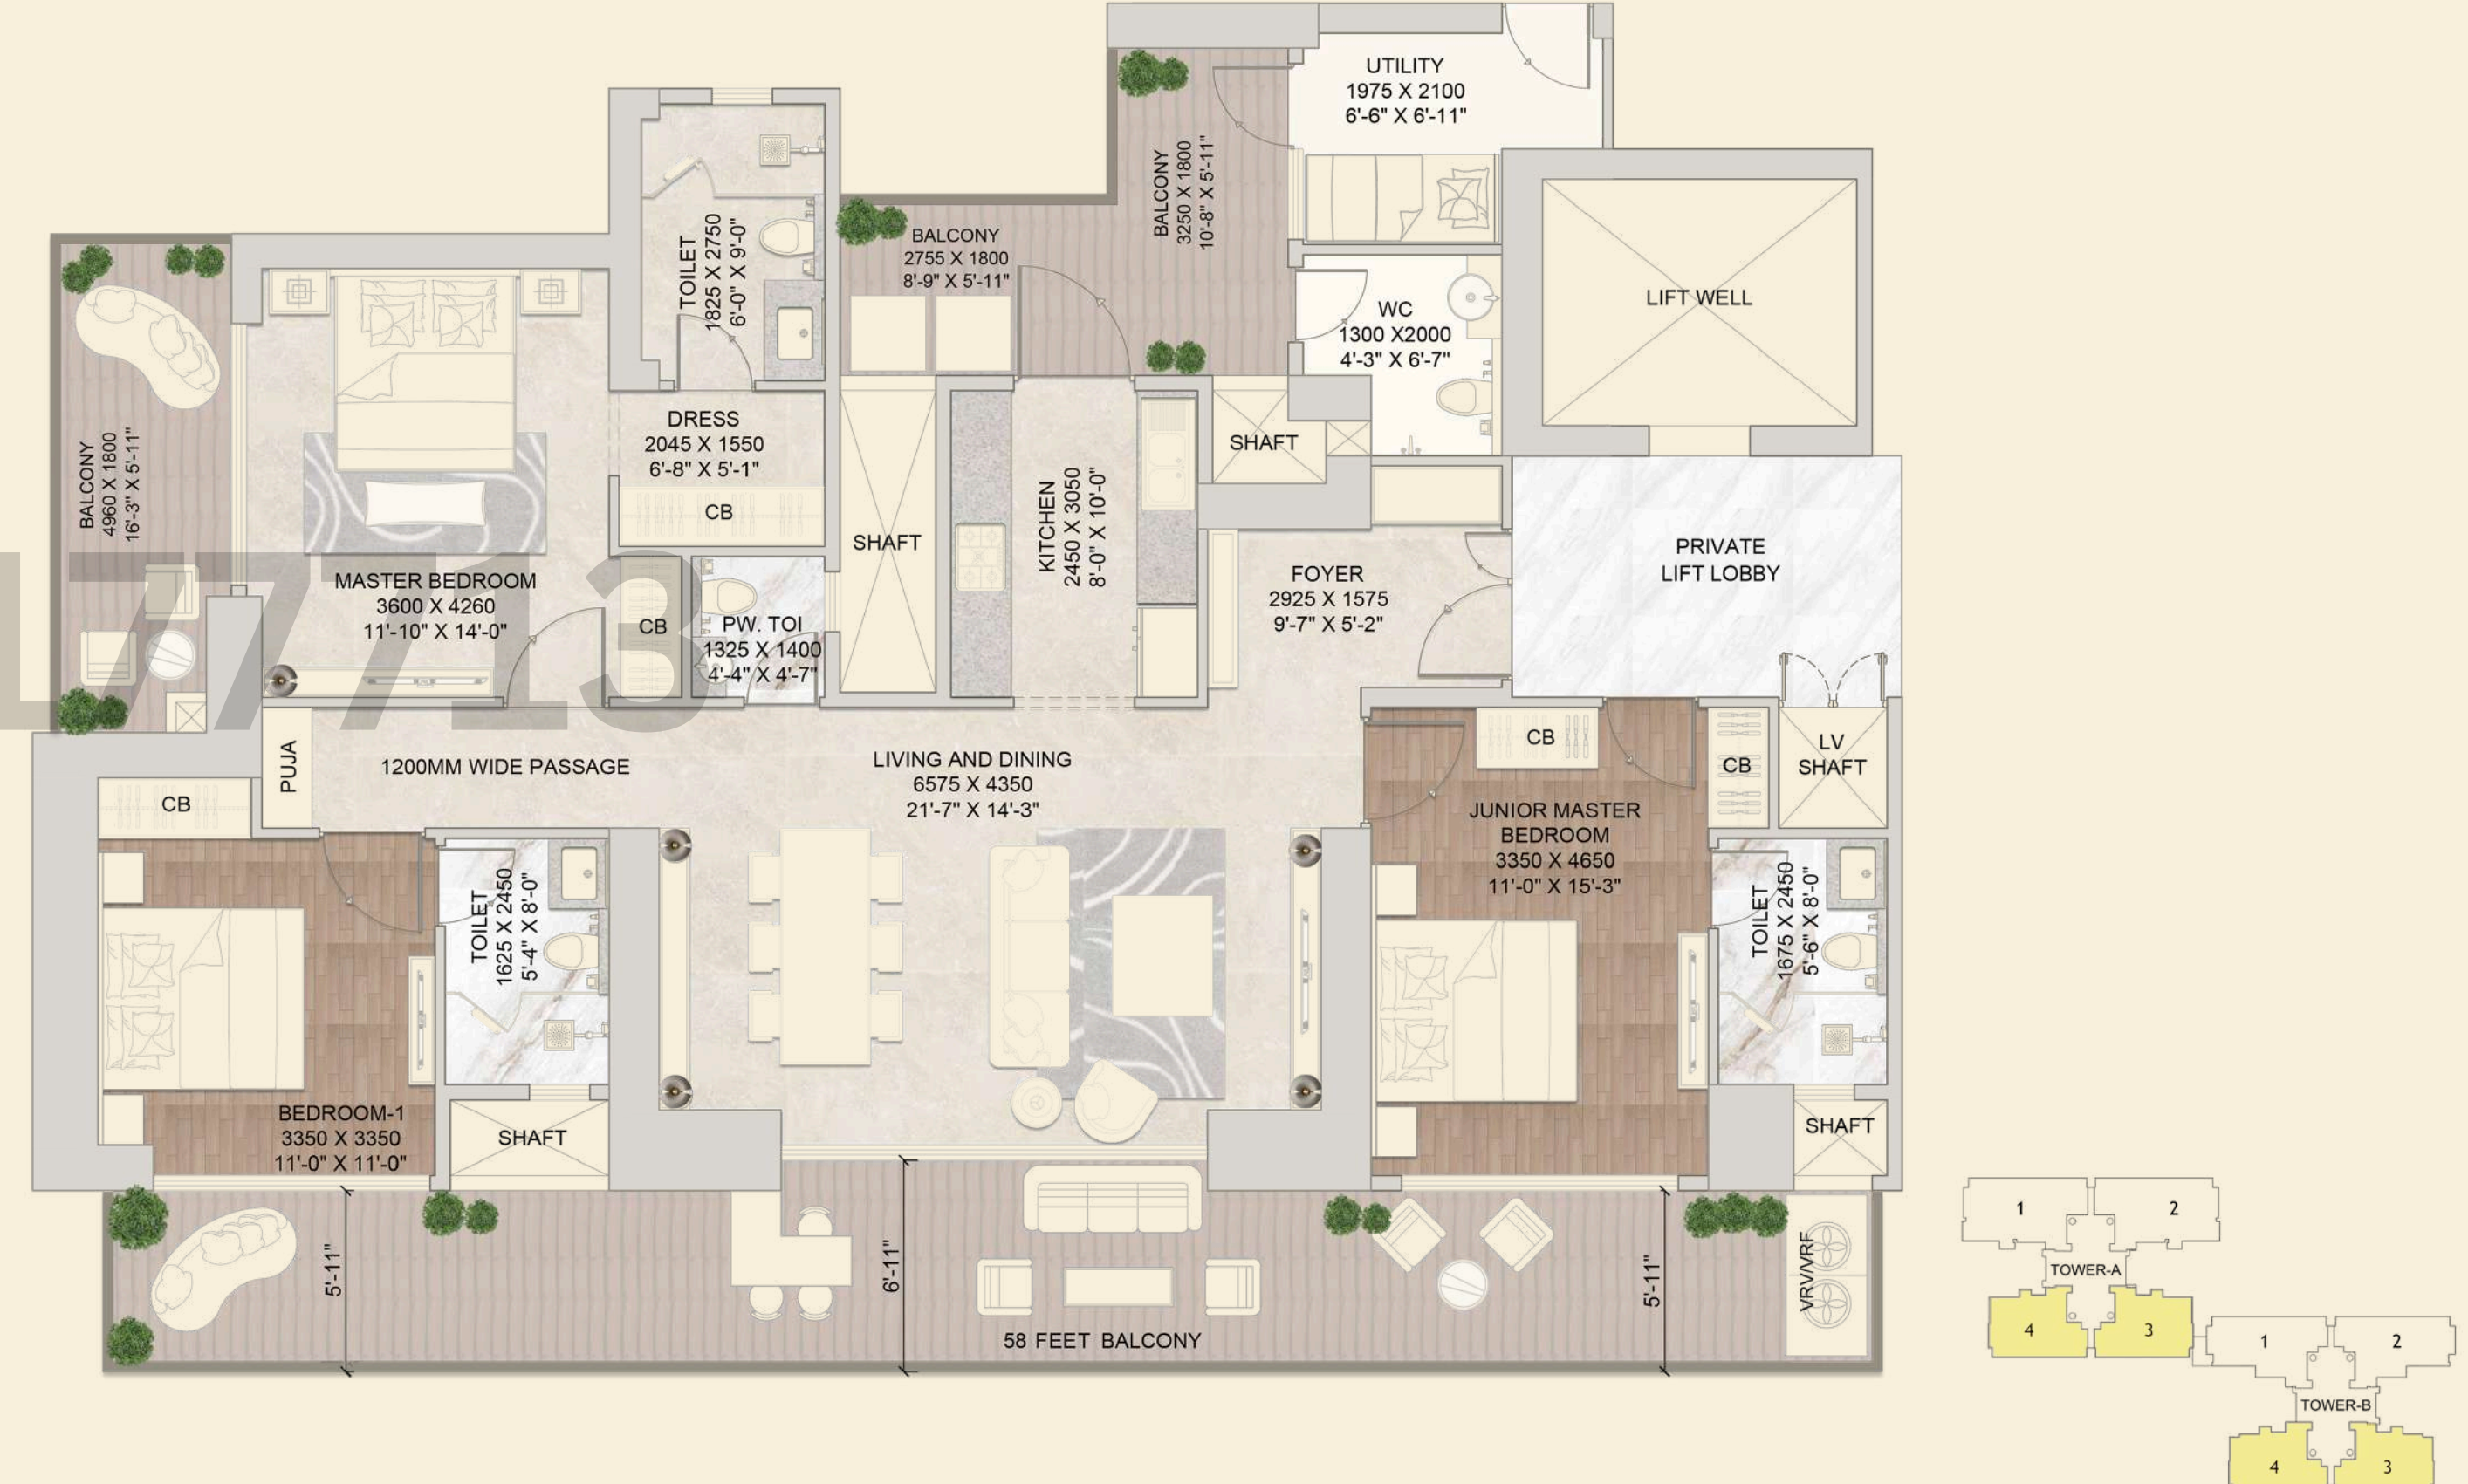 UTILITY
1975 X 2100
6'-6" X 6'-11"
BALCONY
3250 X 1800
10'-8" X 5'-11"
TOILET
1825 X 2750
6'-0" X 9'-0"
BALCONY
2755 X 1800
8'-9" X 5'-11"
LIFT WELL
WC
1300 X2000
4'-3" X 6'-7"
DRESS
2045 X 1550
6'-8" X 5'-1"
CB
SHAFT
BALCONY
4960 X 1800
16'-3" X 5'-11"
KITCHEN
2450 X 3050
8'-0" X 10'-0"
SHAFT
PRIVATE
LIFT LOBBY
FOYER
2925 X 1575
9'-7" X 5'-2"
MASTER BEDROOM
3600 X 4260
11'-10" X 14'-0"
CB
PW. TOI
1325 X 1400
4'-4" X 4'-7"
177713
PUJA
1200MM WIDE PASSAGE
LIVING AND DINING
6575 X 4350
21'-7" X 14'-3"
CB
CB
LV
SHAFT
CB
JUNIOR MASTER
BEDROOM
3350 X 4650
11'-0" X 15'-3"
TOILET
1625 X 2450
5'-4" X 8'-0"
TOILET
1675 X 2450
5'-6" X 8'-0"
BEDROOM-1
3350 X 3350
11'-0" X 11'-0"
SHAFT
SHAFT
5'-11"
6'-11"
5'-11"
VRV/VRF
58 FEET BALCONY
1
2
TOWER-A
4
3
1
2
TOWER-B
4
3